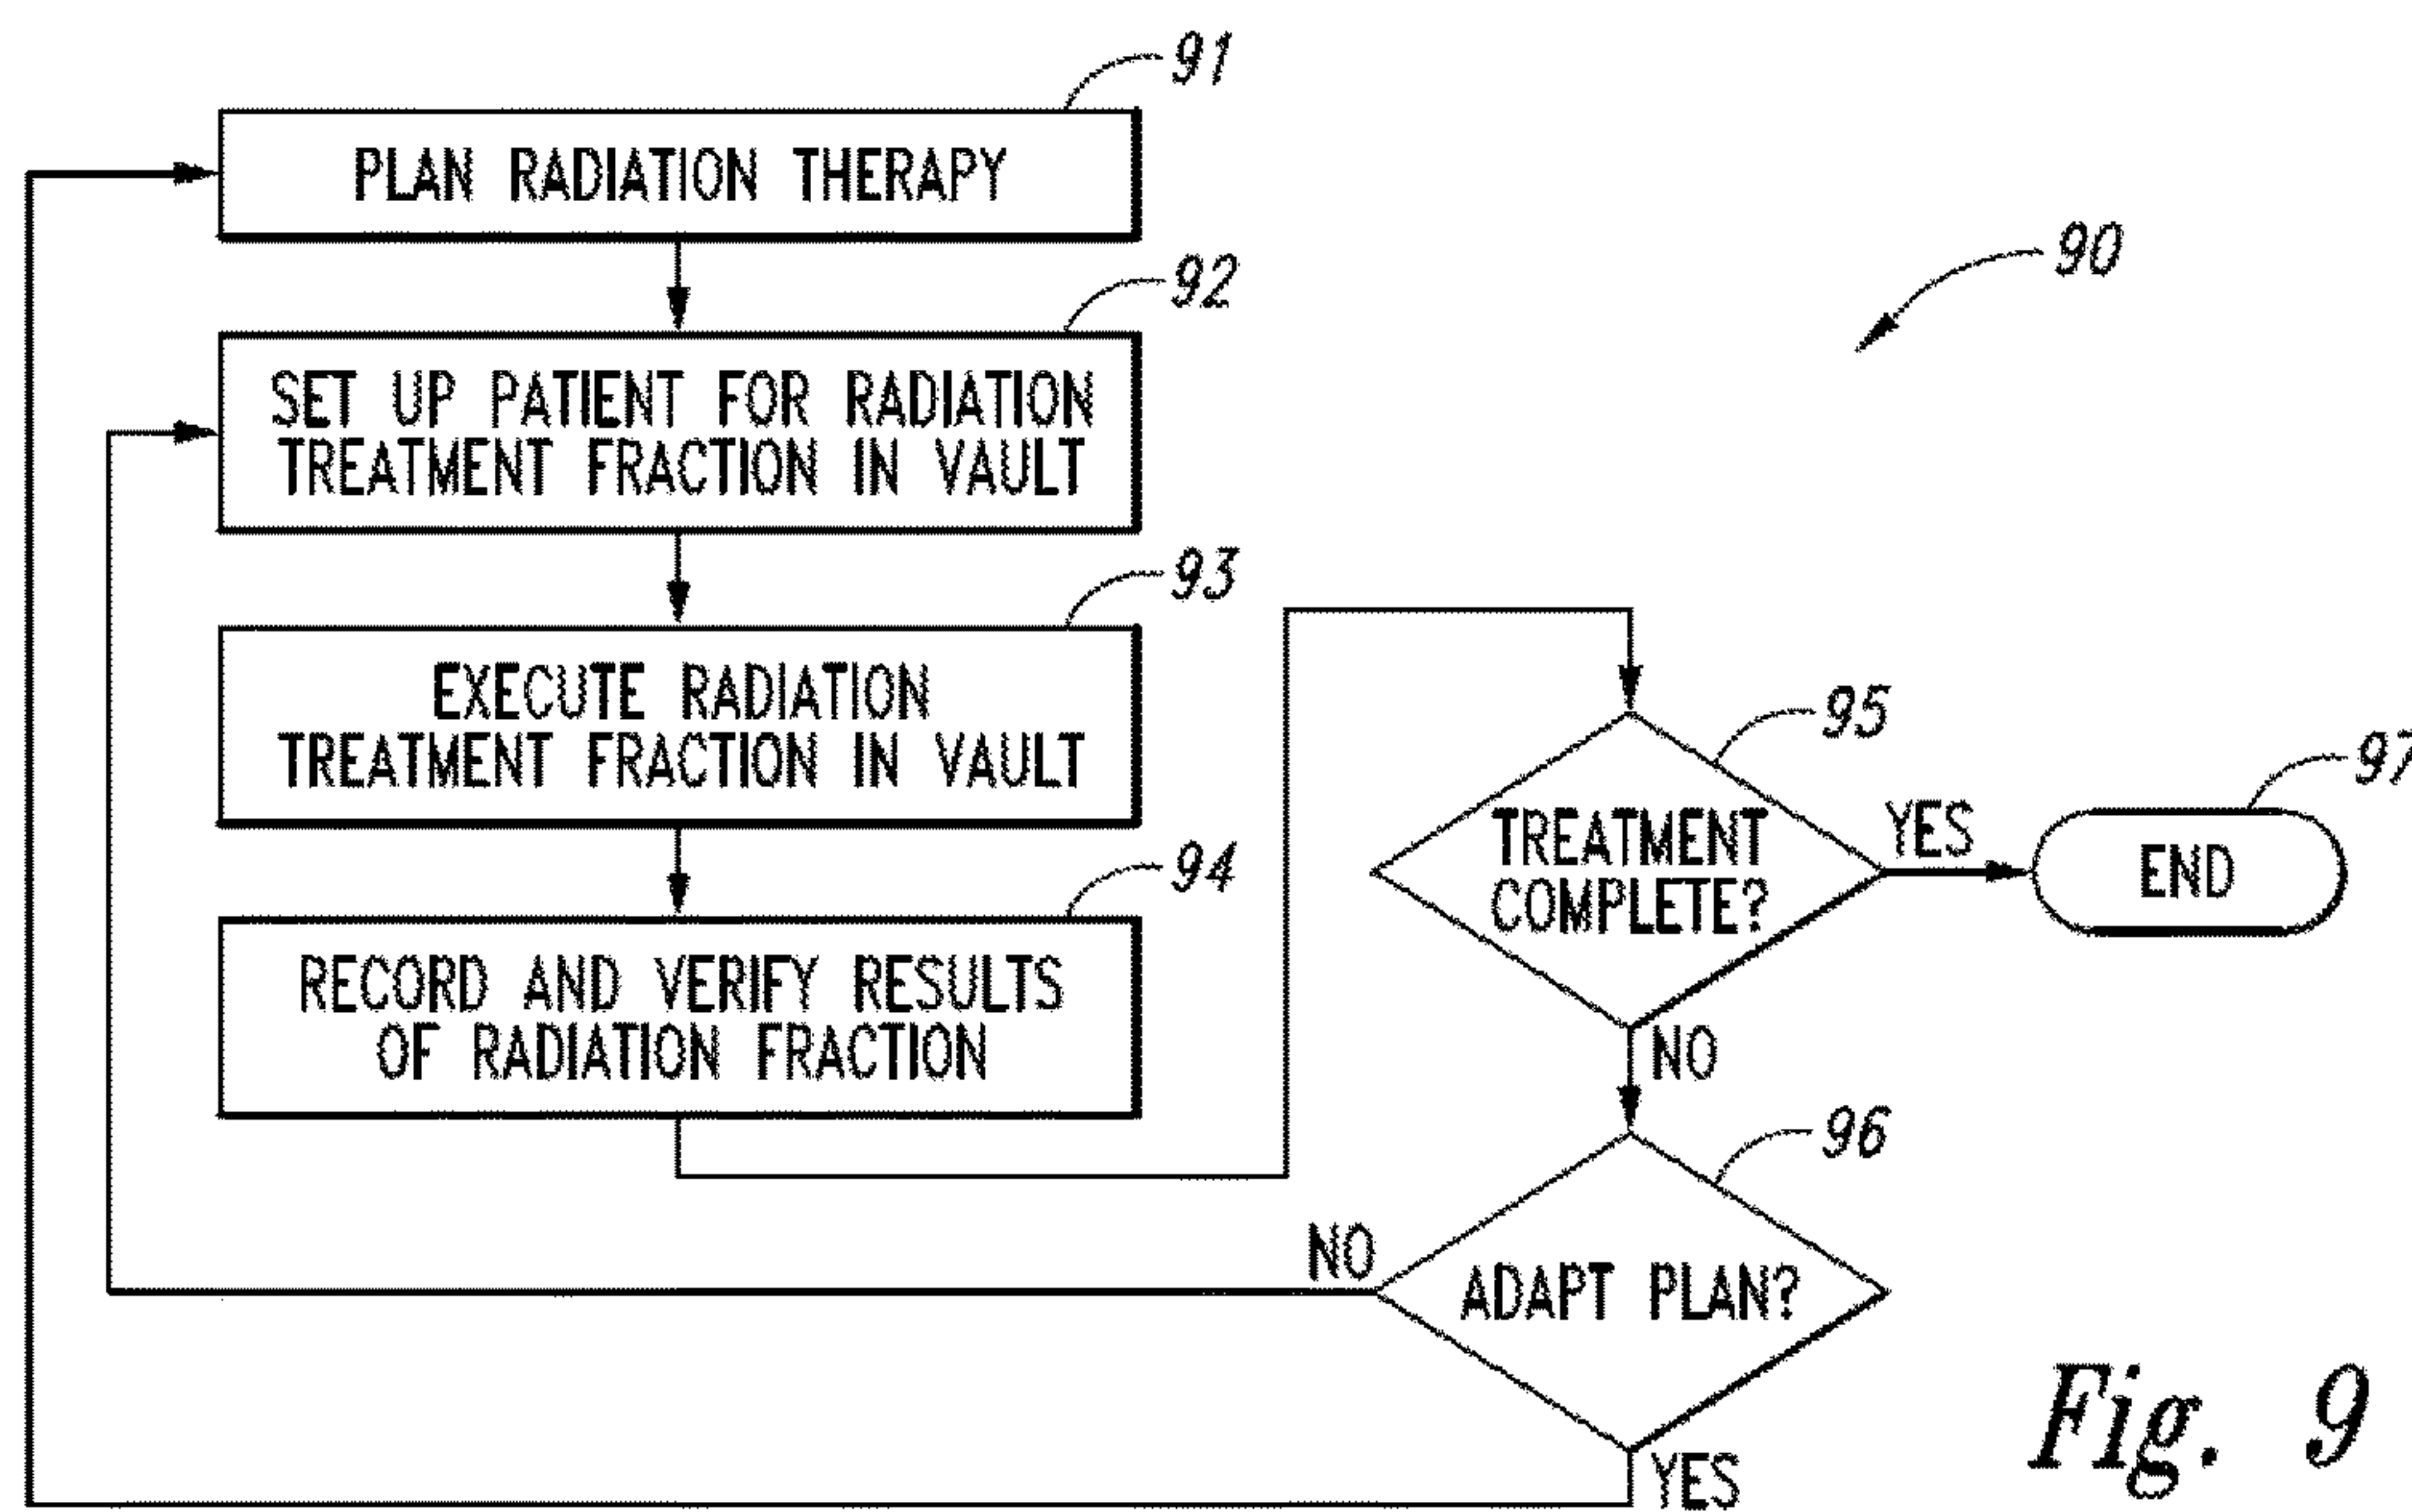 91
PLAN RADIATION THERAPY
90
92
SET UP PATIENT FOR RADIATION
TREATMENT FRACTION IN VAULT
93
EXECUTE RADIATION
TREATMENT FRACTION IN VAULT
94
RECORD AND VERIFY RESULTS
OF RADIATION FRACTION
95
TREATMENT
COMPLETE?
YES
97
END
NO
96
ADAPT PLAN?
NO
YES
Fig. 9